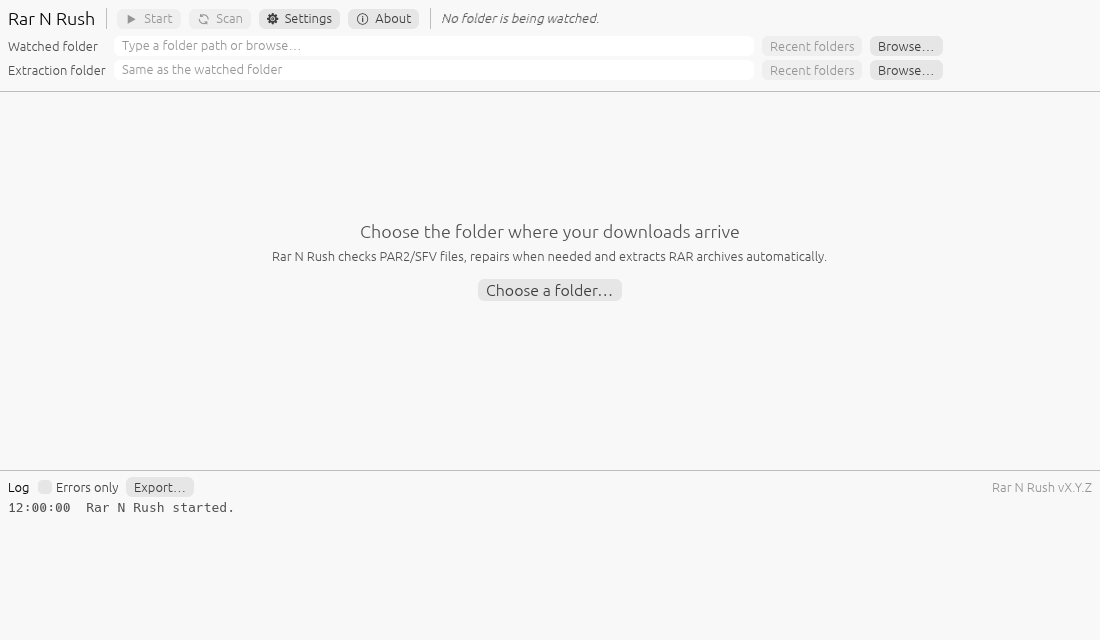 Rar N Rush
Start
Scan
Settings
About
No folder is being watched.
Watched folder
Type a folder path or browse…
Recent folders
Browse…
Extraction folder
Same as the watched folder
Recent folders
Browse…
Choose the folder where your downloads arrive
Rar N Rush checks PAR2/SFV files, repairs when needed and extracts RAR archives automatically.
Choose a folder…
Log
Errors only
Export…
Rar N Rush vX.Y.Z
12:00:00  Rar N Rush started.